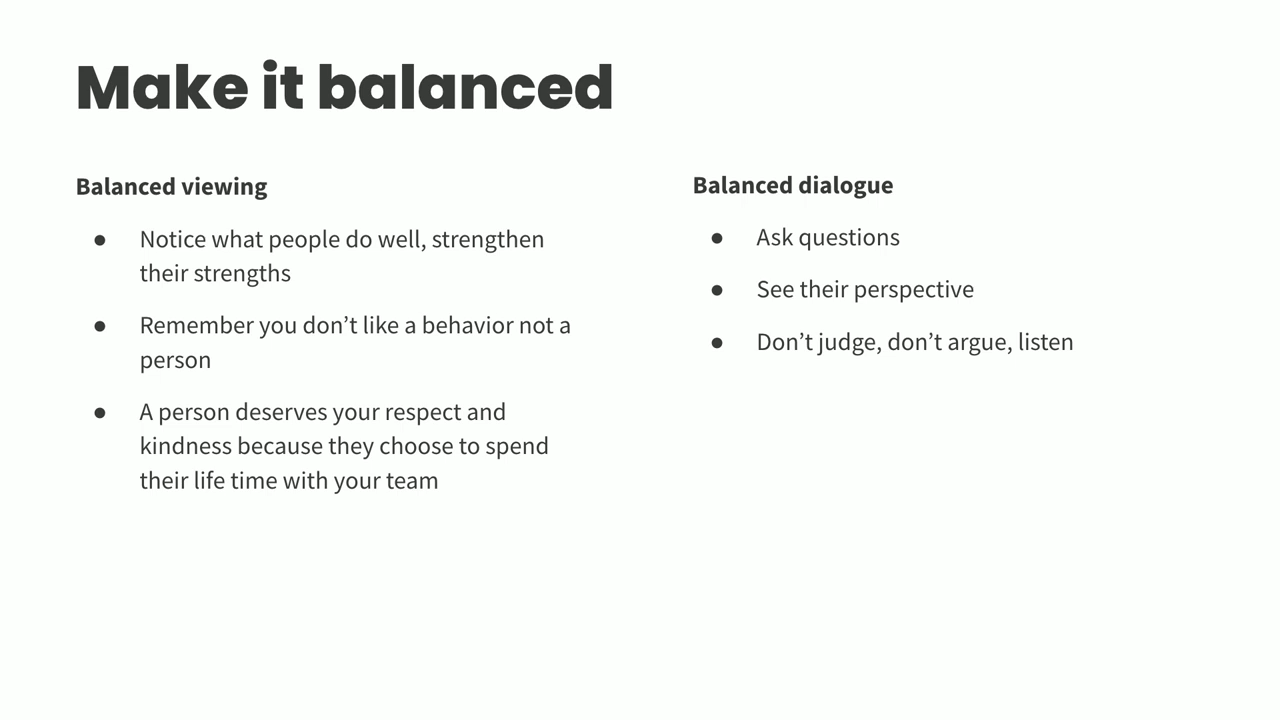 Make it balanced
Balanced viewing
● Notice what people do well, strengthen
their strengths
● Remember you don’t like a behavior not a
person
● A person deserves your respect and
kindness because they choose to spend
their life time with your team
Balanced dialogue
● Ask questions
● See their perspective
● Don’t judge, don’t argue, listen